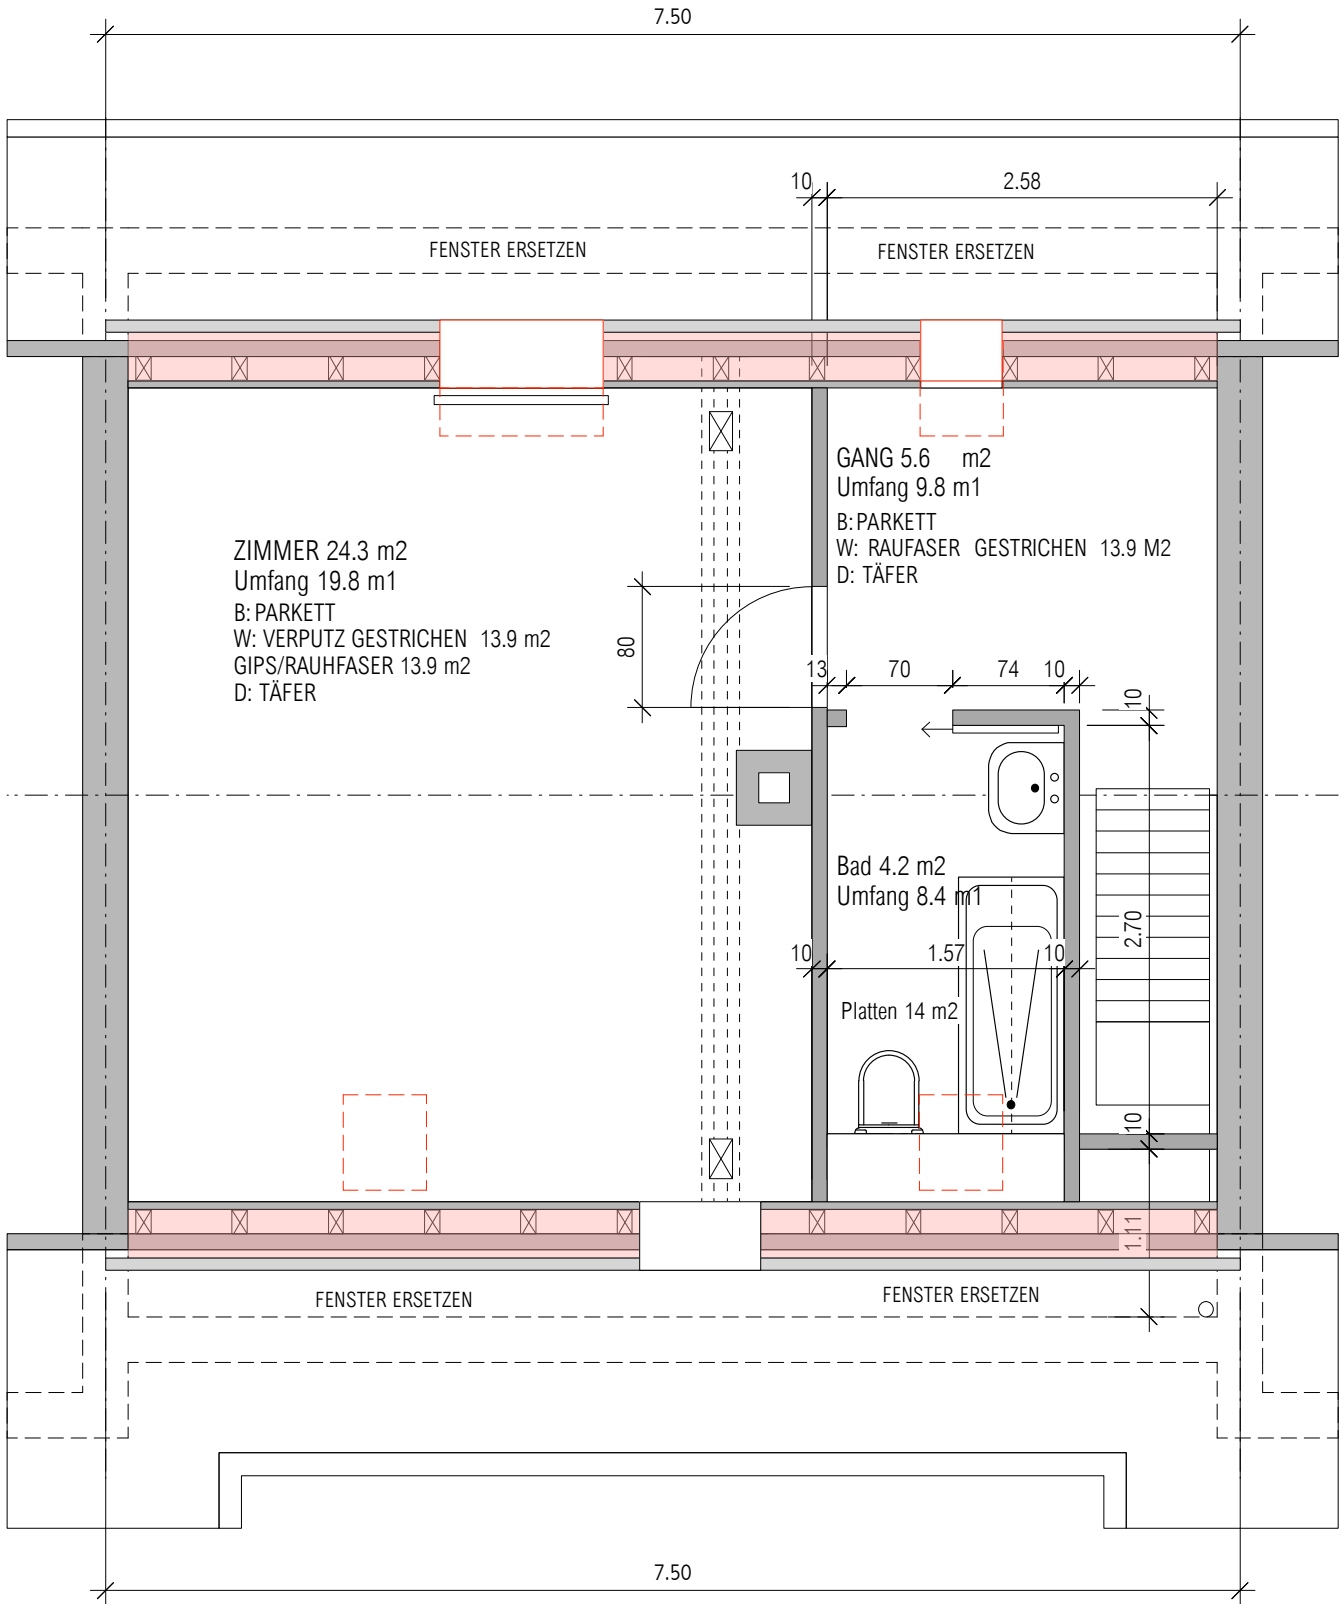 7.50
10
2.58
FENSTER ERSETZEN
FENSTER ERSETZEN
GANG 5.6 m2
Umfang 9.8 m1
B: PARKETT
W: RAUFASER GESTRICHEN 13.9 M2
D: TÄFER
ZIMMER 24.3 m2
Umfang 19.8 m1
B: PARKETT
W: VERPUTZ GESTRICHEN 13.9 m2
GIPS/RAUHFASER 13.9 m2
D: TÄFER
80
13
70
74
10
10
Bad 4.2 m2
Umfang 8.4 m1
2.70
10
1.57
10
Platten 14 m2
10
1.11
FENSTER ERSETZEN
FENSTER ERSETZEN
7.50